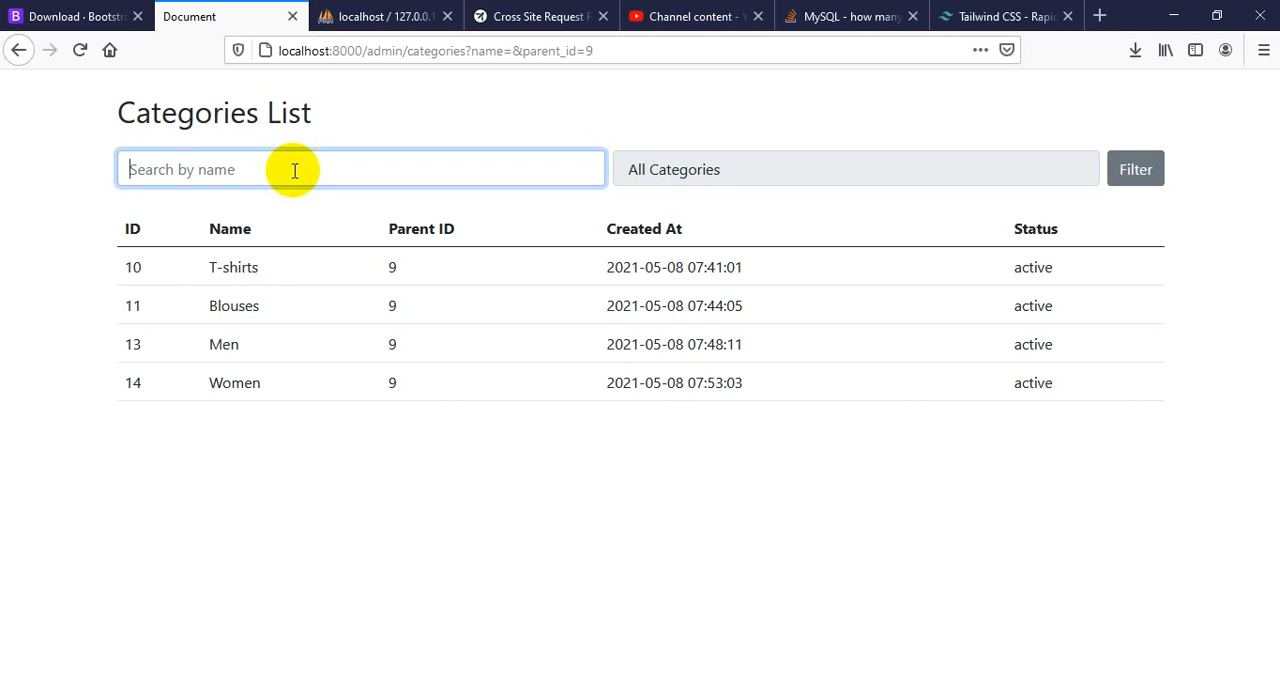 Download · Bootstra
Document
localhost / 127.0.0.1
Cross Site Request F
Channel content -
MySQL - how many
Tailwind CSS - Rapid
localhost:8000/admin/categories?name=&parent_id=9
Categories List
Search by name
All Categories
Filter
ID Name Parent ID Created At Status
10 T-shirts 9 2021-05-08 07:41:01 active
11 Blouses 9 2021-05-08 07:44:05 active
13 Men 9 2021-05-08 07:48:11 active
14 Women 9 2021-05-08 07:53:03 active